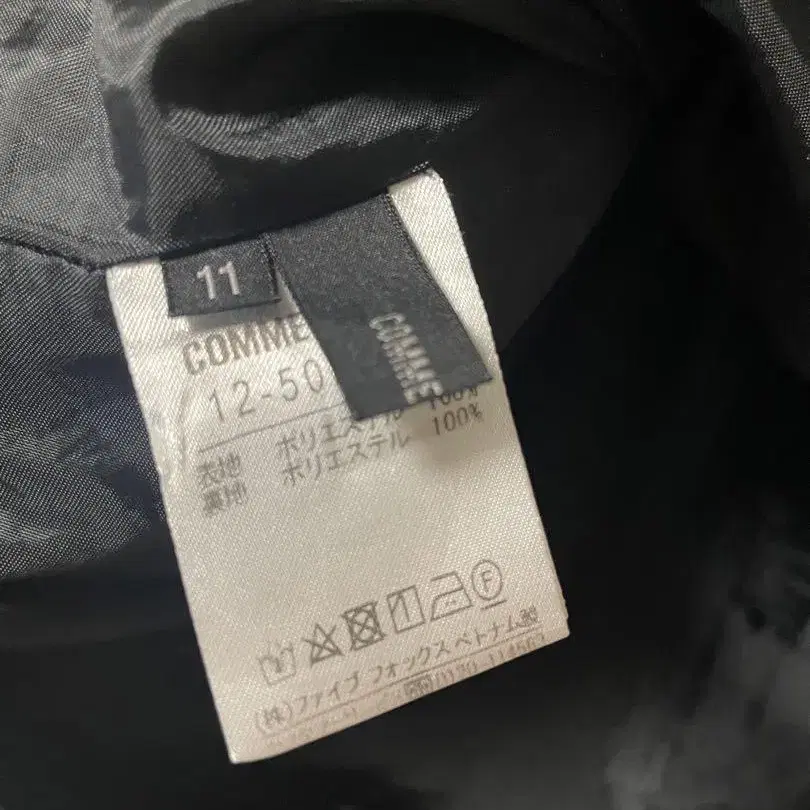 11
COMME
COMME
12-50
表地 ポリエステル 100%
裏地 ポリエステル 100%
F
(株)ファイブ フォックス ベトナム製
0120-114563